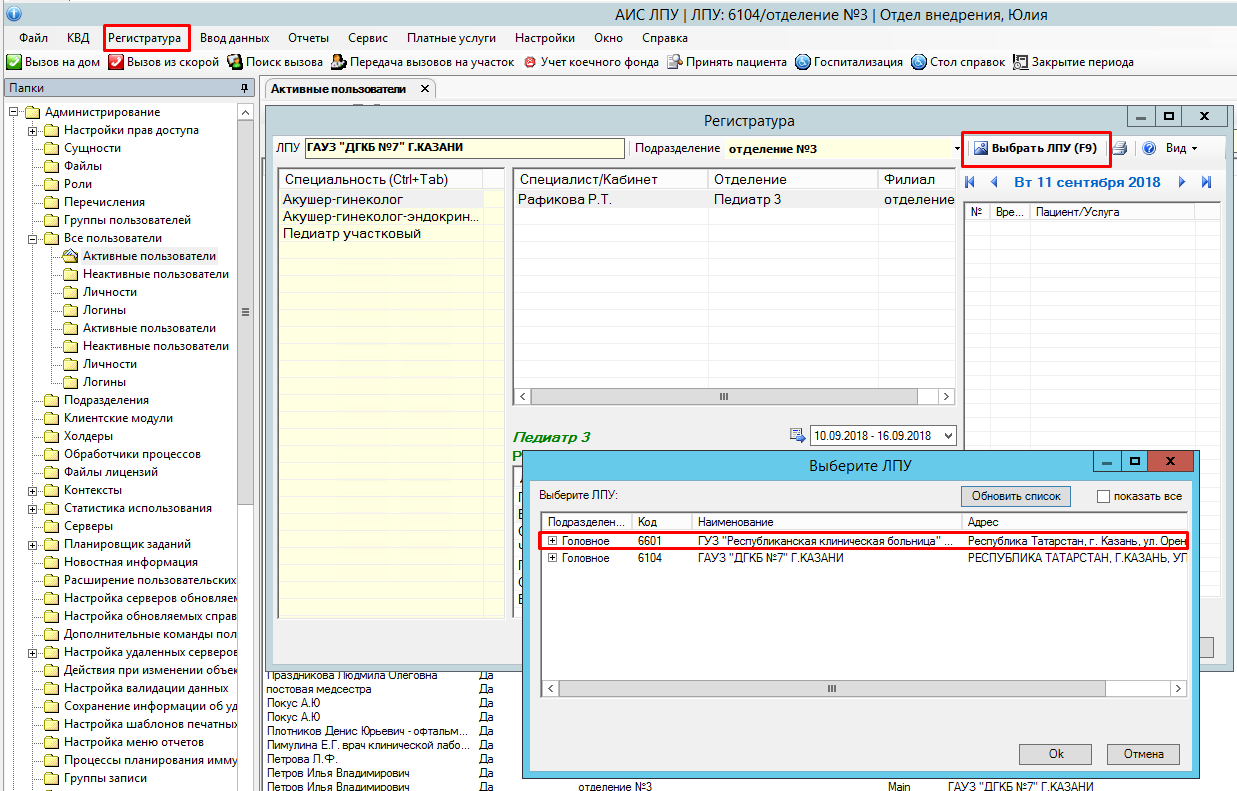 АИС ЛПУ | ЛПУ: 6104/отделение №3 | Отдел внедрения, Юлия
Файл КВД Регистратура Ввод данных Отчеты Сервис Платные услуги Настройки Окно Справка
Вызов на дом Вызов из скорой Поиск вызова Передача вызовов на участок Учет коечного фонда Принять пациента Госпитализация Стол справок Закрытие периода
Папки
Администрирование
Настройки прав доступа
Сущности
Файлы
Роли
Перечисления
Группы пользователей
Все пользователи
Активные пользователи
Неактивные пользователи
Личности
Логины
Активные пользователи
Неактивные пользователи
Личности
Логины
Подразделения
Клиентские модули
Холдеры
Обработчики процессов
Файлы лицензий
Контексты
Статистика использования
Серверы
Планировщик заданий
Новостная информация
Расширение пользовательских
Настройка серверов обновляем
Настройка обновляемых справ
Дополнительные команды пол
Настройка удаленных серверов
Действия при изменении объек
Настройка валидации данных
Сохранение информации об уд
Настройка шаблонов печатных
Настройка меню отчетов
Процессы планирования имму
Группы записи
Активные пользователи X
Регистратура
ЛПУ ГАУЗ "ДГКБ №7" Г.КАЗАНИ Подразделение отделение №3 Выбрать ЛПУ (F9) Вид
Специальность (Ctrl+Tab)
Акушер-гинеколог
Акушер-гинеколог-эндокрин...
Педиатр участковый
Специалист/Кабинет Отделение Филиал
Рафикова Р.Т. Педиатр 3 отделение
Вт 11 сентября 2018
№ Вре... Пациент/Услуга
Педиатр 3
10.09.2018 - 16.09.2018
Выберите ЛПУ
Выберите ЛПУ: Обновить список показать все
Подразделен... Код Наименование Адрес
Головное 6601 ГУЗ "Республиканская клиническая больница" ... Республика Татарстан, г. Казань, ул. Орен
Головное 6104 ГАУЗ "ДГКБ №7" Г.КАЗАНИ РЕСПУБЛИКА ТАТАРСТАН, Г.КАЗАНЬ, УЛ
Ok Отмена
Праздникова Людмила Олеговна Да
постовая медсестра Да
Покус А.Ю Да
Покус А.Ю Да
Плотников Денис Юрьевич - офтальм... Да
Пимулина Е.Г. врач клинической лабо... Да
Петрова Л.Ф. Да
Петров Илья Владимирович Да
Петров Илья Владимирович Да отделение №3 Main ГАУЗ "ДГКБ №7" Г.КАЗАНИ